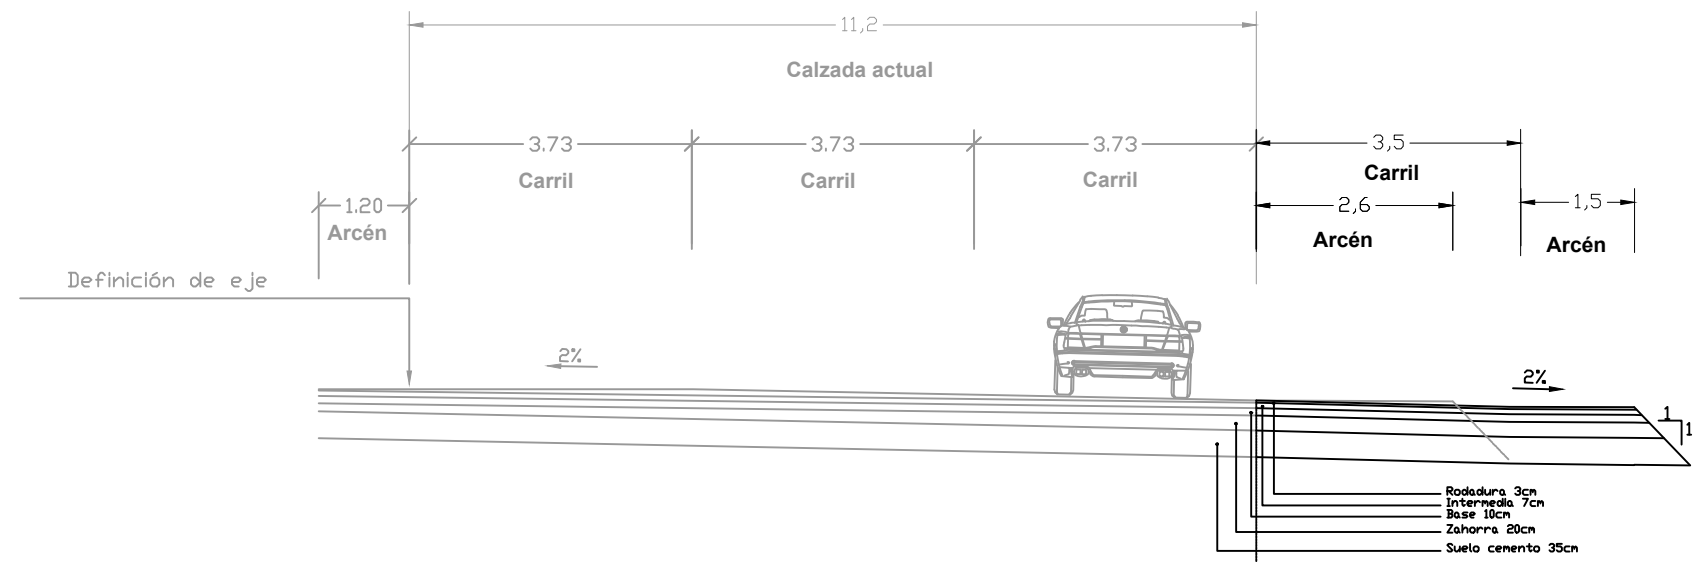 11,2
Calzada actual
3.73
3.73
3.73
3,5
Carril
Carril
Carril
Carril
1.20
2,6
1,5
Arcén
Arcén
Arcén
Definición de eje
2%
2%
1
1
Rodadura 3cm
Intermedia 7cm
Base 10cm
Zahorra 20cm
Suelo cemento 35cm